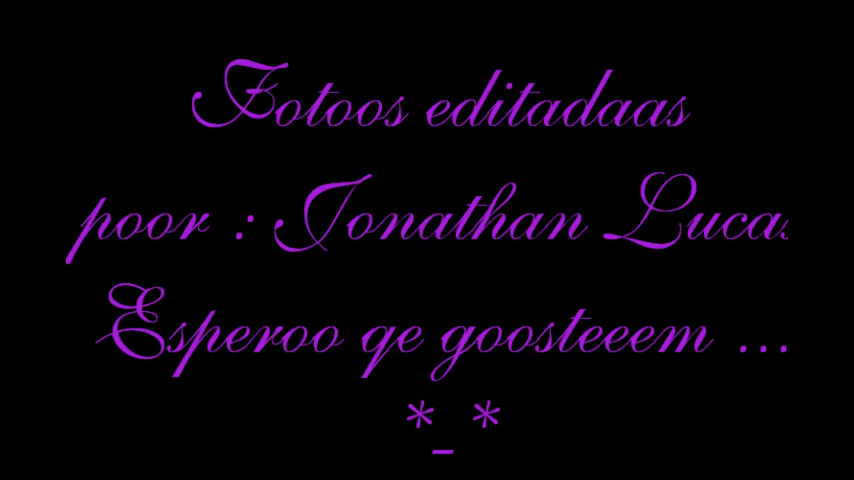 Fotoos editadaas
poor : Jonathan Lucas
Esperoo qe goosteeem ...
*_*